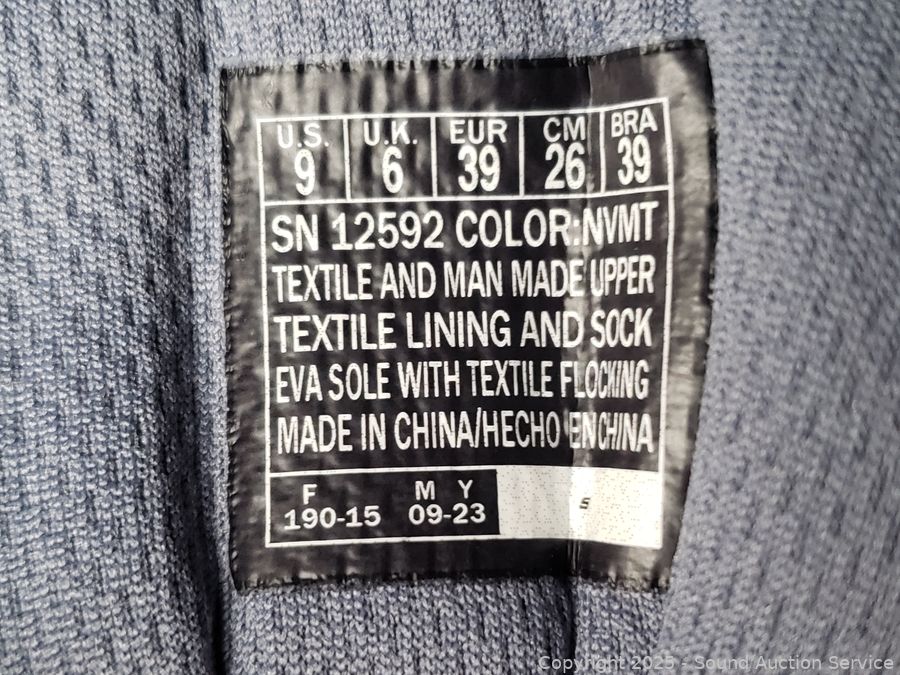 U.S. U.K. EUR CM BRA
9 6 39 26 39
SN 12592 COLOR:NVMT
TEXTILE AND MAN MADE UPPER
TEXTILE LINING AND SOCK
EVA SOLE WITH TEXTILE FLOCKING
MADE IN CHINA/HECHO EN CHINA
F M Y
190-15 09-23
S
Copyright 2025 - Sound Auction Service